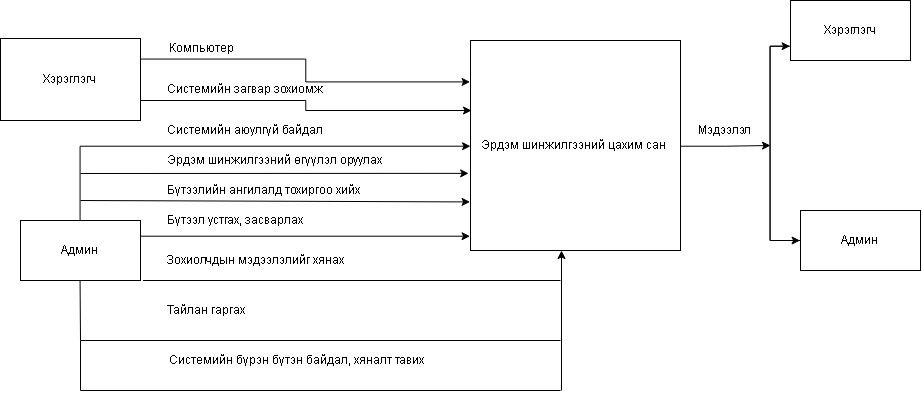 Хэрэглэгч
Компьютер
Хэрэглэгч
Системийн загвар зохиомж
Системийн аюулгүй байдал
Мэдээлэл
Эрдэм шинжилгээний цахим сан
Эрдэм шинжилгээний өгүүлэл оруулах
Бүтээлийн ангилалд тохиргоо хийх
Бүтээл устгах, засварлах
Админ
Админ
Зохиолчдын мэдээлэлийг хянах
Тайлан гаргах
Системийн бүрэн бүтэн байдал, хяналт тавих